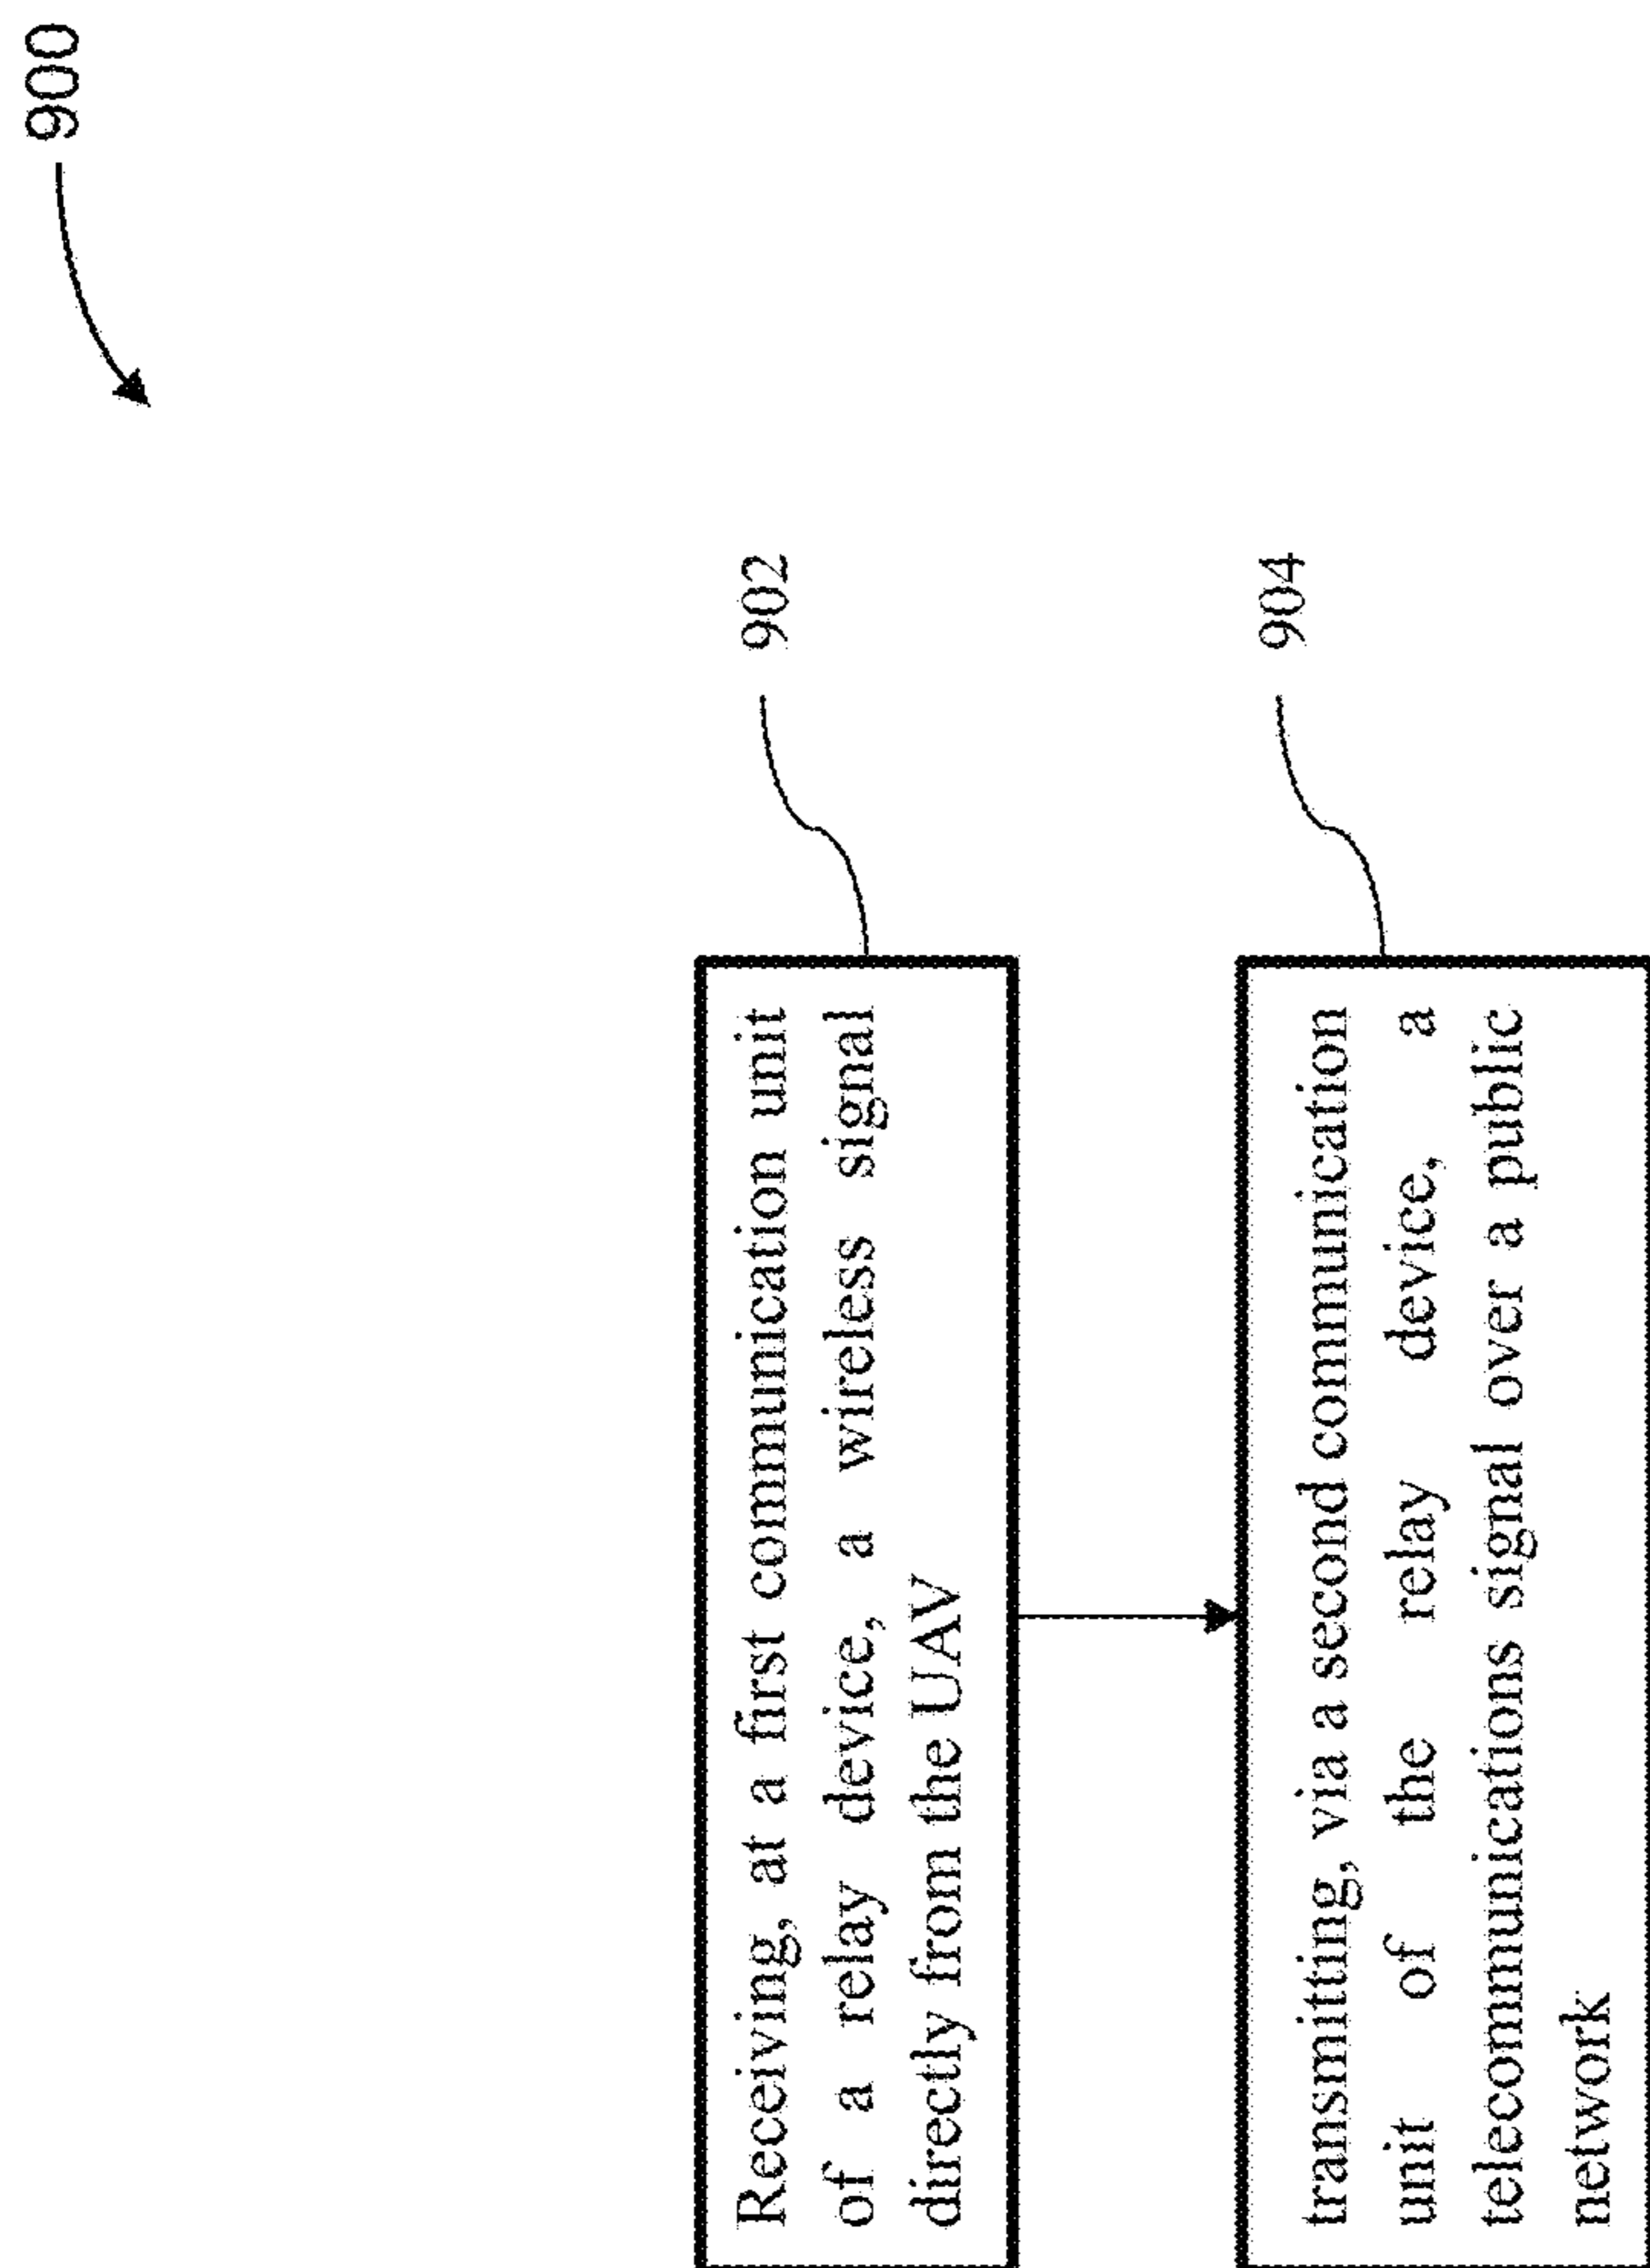 900
Receiving, at a first communication unit
of a relay device, a wireless signal
directly from the UAV
902
transmitting, via a second communication
unit of the relay device, a
telecommunications signal over a public
network
904